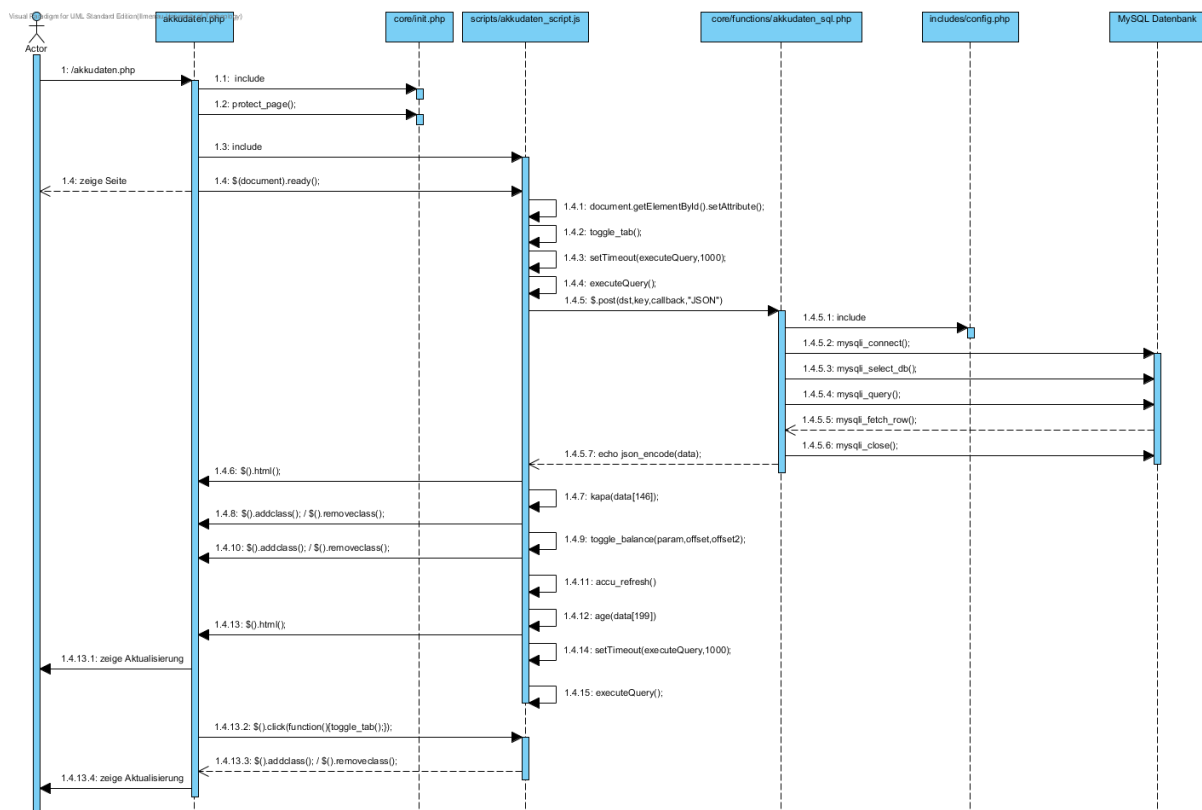 Visual Paradigm for UML Standard Edition(Ilmenau
akkudaten.php
core/init.php
scripts/akkudaten_script.js
core/functions/akkudaten_sql.php
includes/config.php
MySQL Datenbank
Actor
1: /akkudaten.php
1.1: include
1.2: protect_page();
1.3: include
1.4: zeige Seite
1.4: $(document).ready();
1.4.1: document.getElementById().setAttribute();
1.4.2: toggle_tab();
1.4.3: setTimeout(executeQuery,1000);
1.4.4: executeQuery();
1.4.5: $.post(dst,key,callback,"JSON")
1.4.5.1: include
1.4.5.2: mysqli_connect();
1.4.5.3: mysqli_select_db();
1.4.5.4: mysqli_query();
1.4.5.5: mysqli_fetch_row();
1.4.5.6: mysqli_close();
1.4.5.7: echo json_encode(data);
1.4.6: $().html();
1.4.7: kapa(data[146]);
1.4.8: $().addclass(); / $().removeclass();
1.4.9: toggle_balance(param,offset,offset2);
1.4.10: $().addclass(); / $().removeclass();
1.4.11: accu_refresh()
1.4.12: age(data[199])
1.4.13: $().html();
1.4.14: setTimeout(executeQuery,1000);
1.4.13.1: zeige Aktualisierung
1.4.15: executeQuery();
1.4.13.2: $().click(function(){toggle_tab();});
1.4.13.3: $().addclass(); / $().removeclass();
1.4.13.4: zeige Aktualisierung